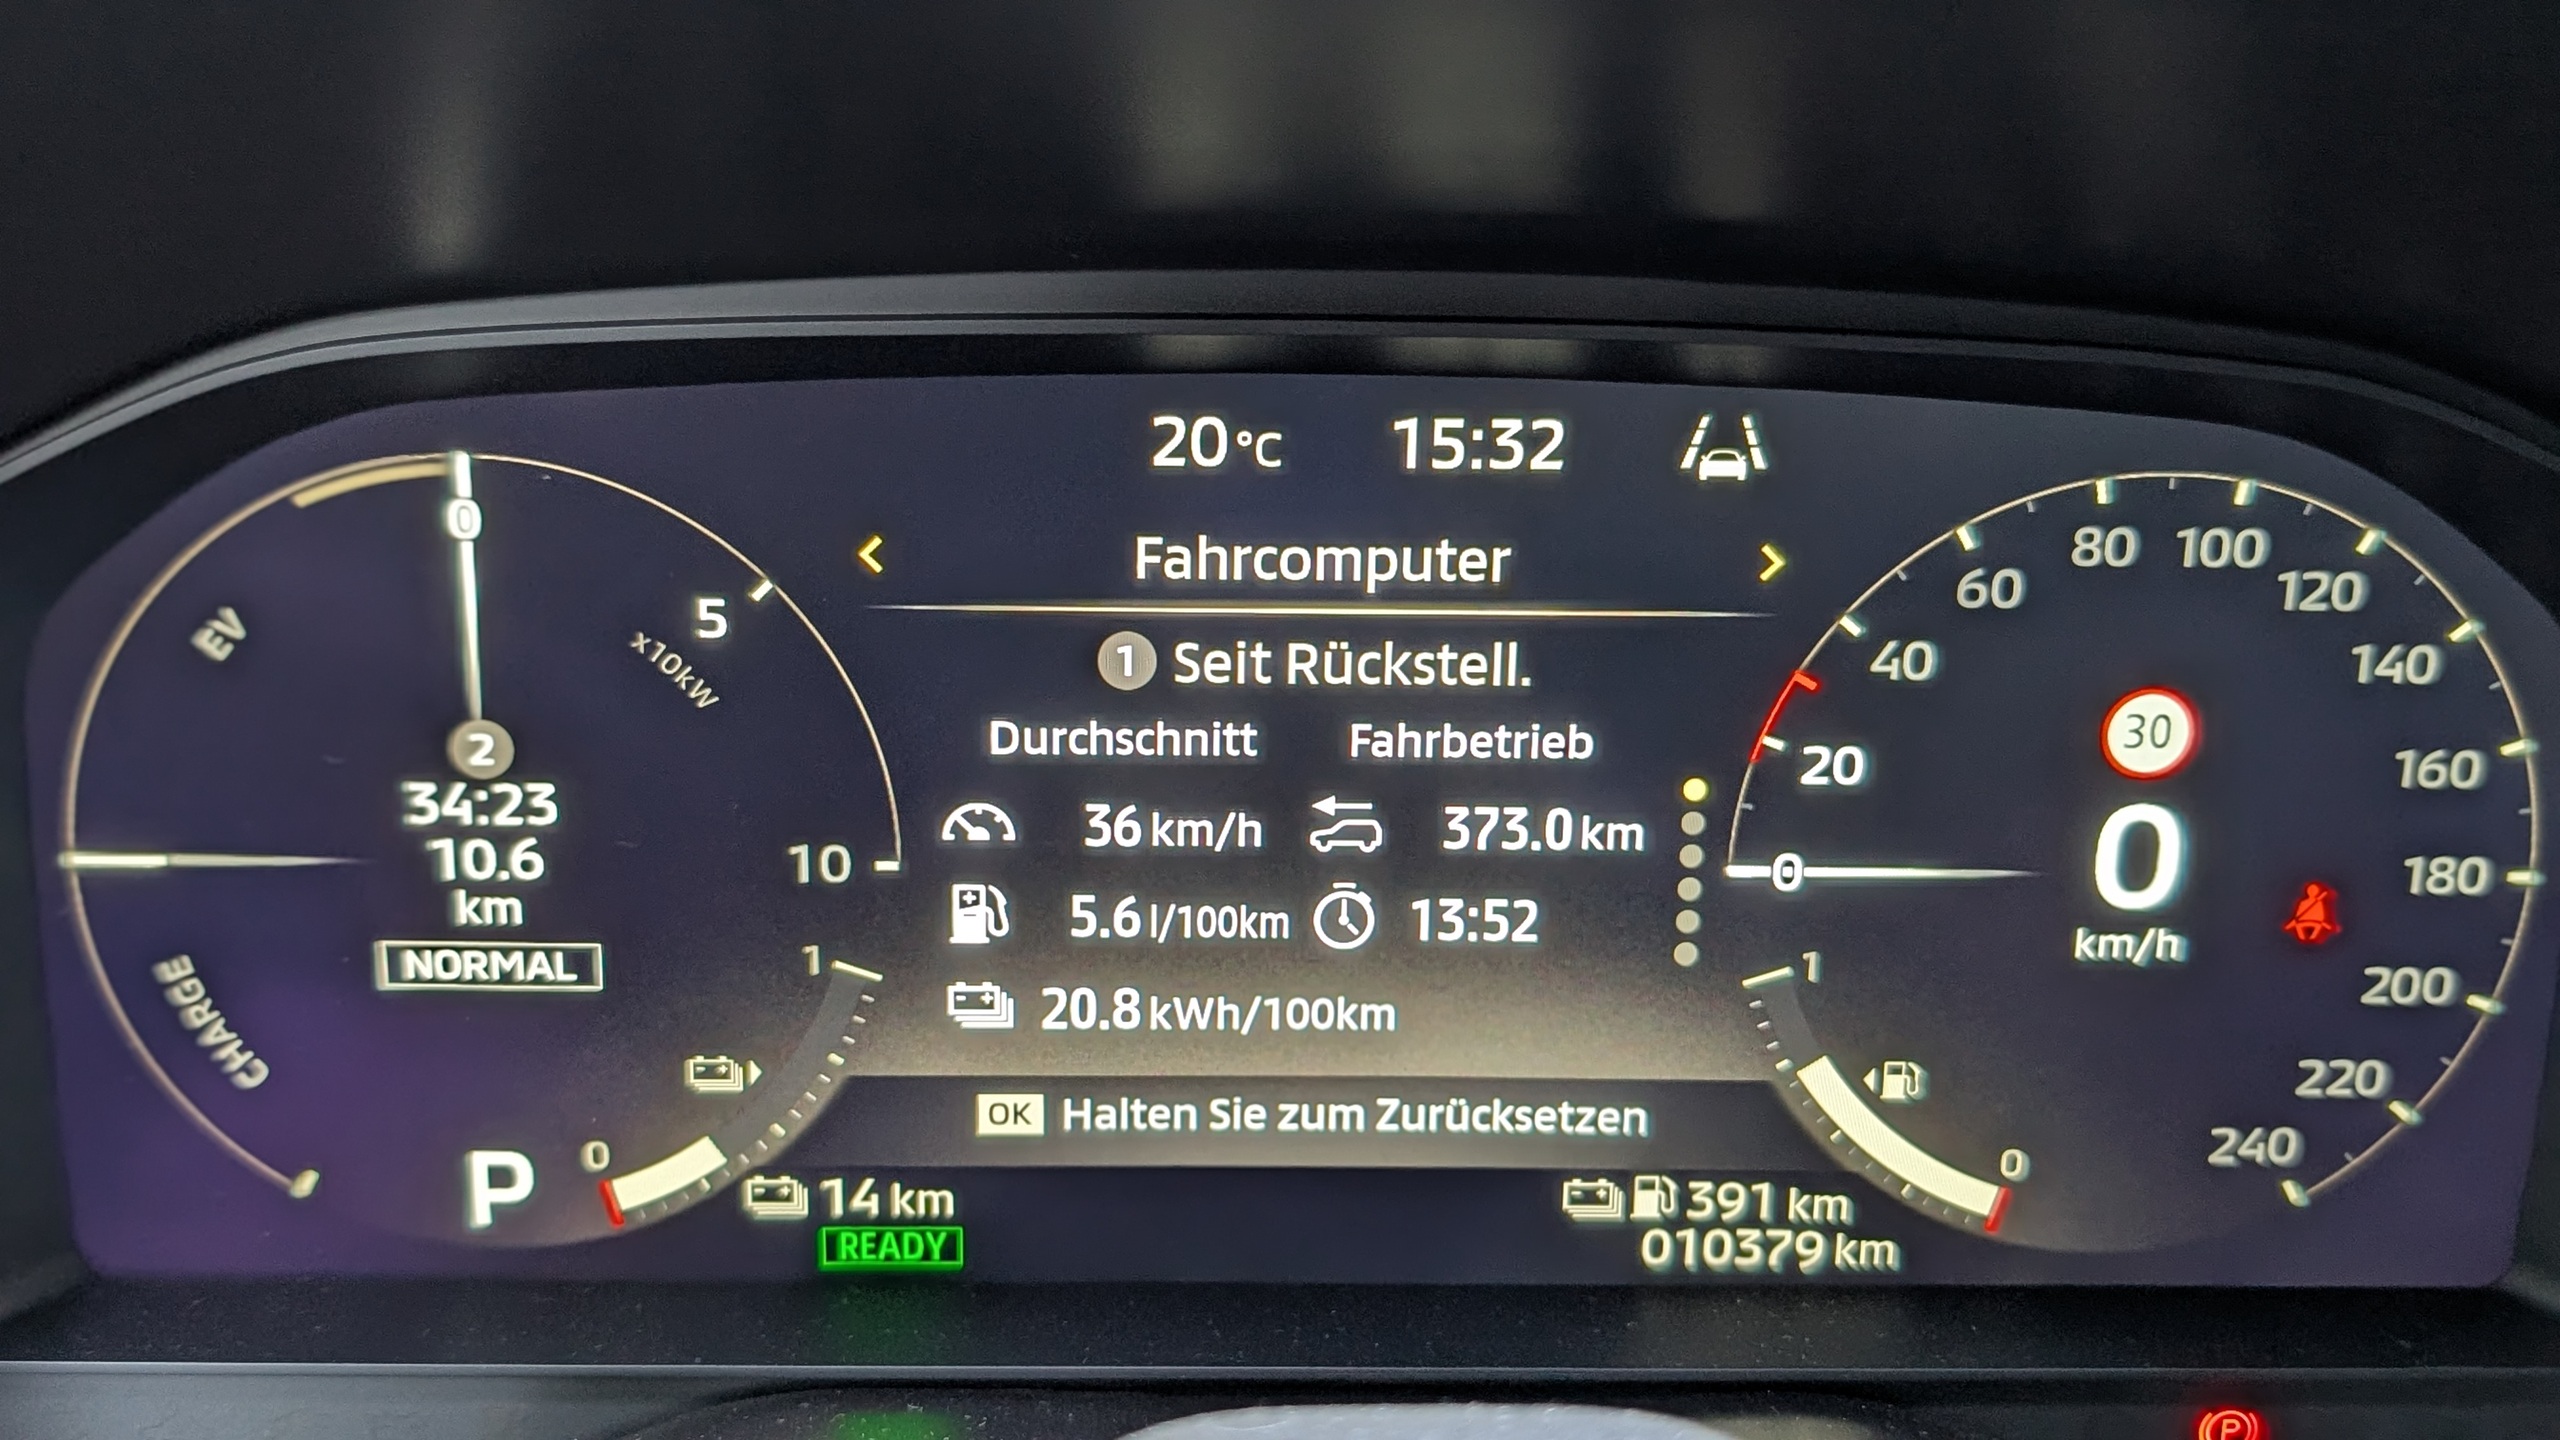 20°C 15:32
Fahrcomputer
1 Seit Rückstell.
Durchschnitt Fahrbetrieb
36 km/h 373.0 km
5.6 l/100km 13:52
20.8 kWh/100km
OK Halten Sie zum Zurücksetzen
0
5
x10kW
10
EV
CHARGE
2
34:23
10.6
km
NORMAL
1
0
P
14 km
READY
0
20
40
60
80
100
120
140
160
180
200
220
240
30
0
km/h
1
0
391 km
010379 km
P